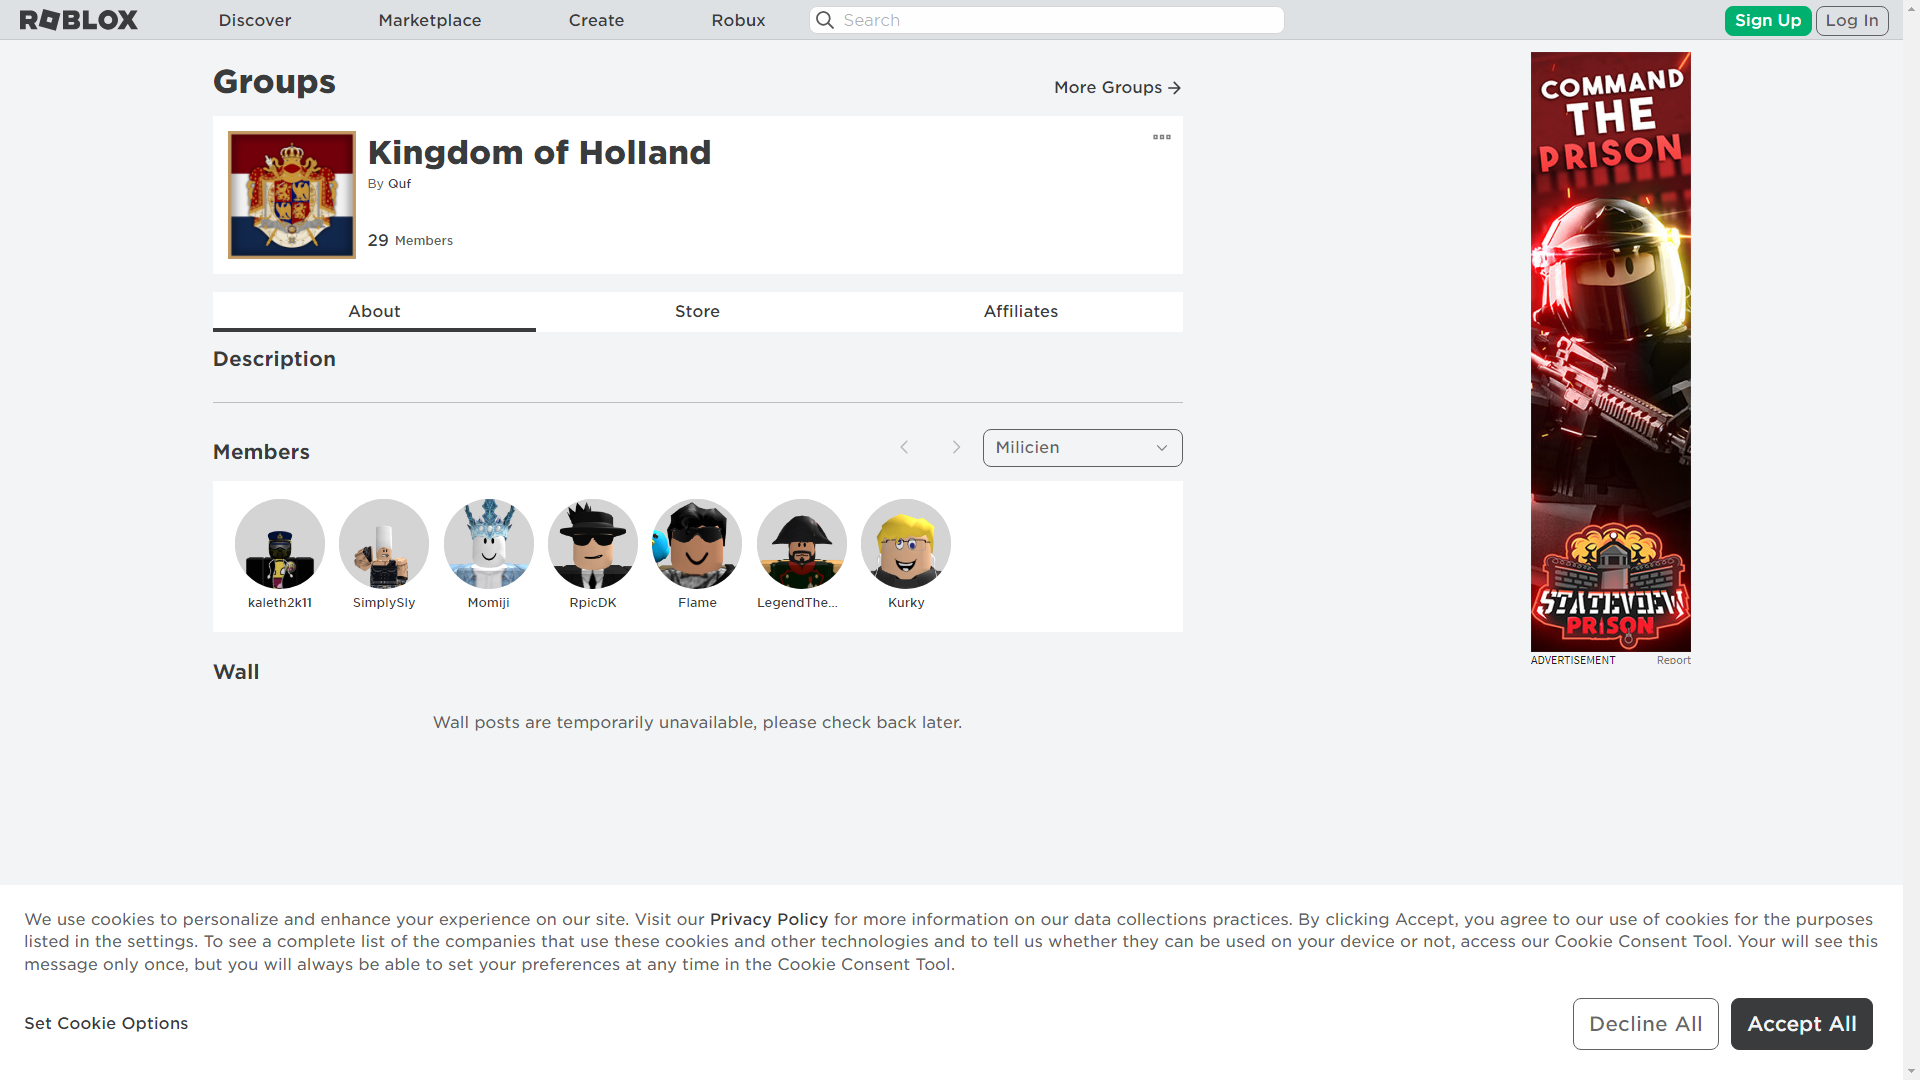 ROBLOX
Discover
Marketplace
Create
Robux
Search
Sign Up
Log In
Groups
More Groups
Kingdom of HolIand
By Quf
29 Members
About
Store
Affiliates
Description
Members
Milicien
kaleth2k11
SimplySly
Momiji
RpicDK
Flame
LegendThe...
Kurky
Wall
Wall posts are temporarily unavailable, please check back later.
COMMAND
THE
PRISON
STATEVIEW
PRISON
ADVERTISEMENT
Report
We use cookies to personalize and enhance your experience on our site. Visit our Privacy Policy for more information on our data collections practices. By clicking Accept, you agree to our use of cookies for the purposes
listed in the settings. To see a complete list of the companies that use these cookies and other technologies and to tell us whether they can be used on your device or not, access our Cookie Consent Tool. Your will see this
message only once, but you will always be able to set your preferences at any time in the Cookie Consent Tool.
Set Cookie Options
Decline All
Accept All